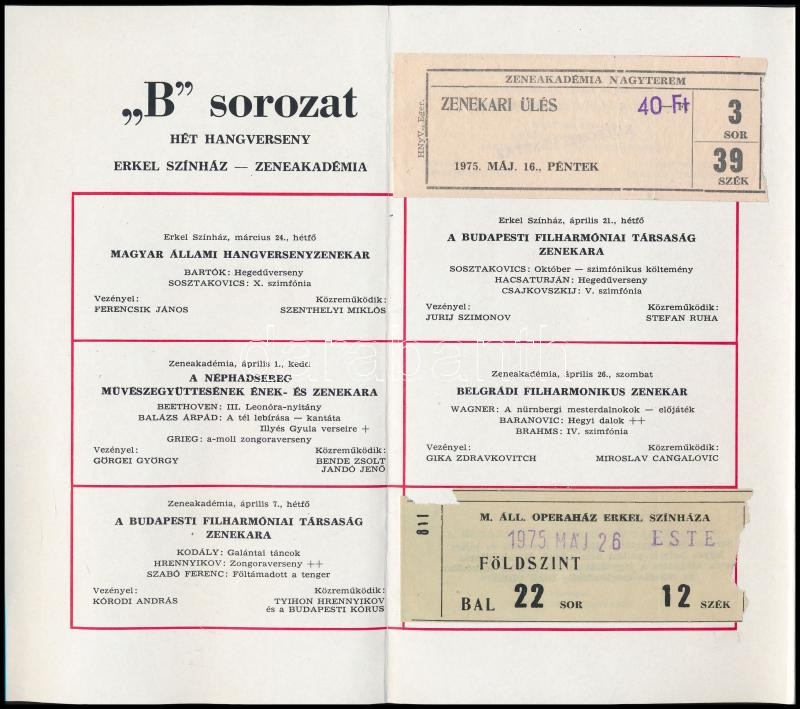 „B” sorozat
HÉT HANGVERSENY
ERKEL SZÍNHÁZ — ZENEAKADÉMIA
HNyV., Eger.
ZENEAKADÉMIA NAGYTEREM
ZENEKARI ÜLÉS 40 Ft
3
SOR
39
SZÉK
1975. MÁJ. 16., PÉNTEK
Erkel Színház, március 24., hétfő
MAGYAR ÁLLAMI HANGVERSENYZENEKAR
BARTÓK: Hegedűverseny
SOSZTAKOVICS: X. szimfónia
Vezényel: Közreműködik:
FERENCSIK JÁNOS SZENTHELYI MIKLÓS
Zeneakadémia, április 1., kedd
A NÉPHADSEREG
MŰVÉSZEGYÜTTESÉNEK ÉNEK- ÉS ZENEKARA
BEETHOVEN: III. Leonóra-nyitány
BALÁZS ÁRPÁD: A tél lebírása — kantáta
Illyés Gyula verseire +
GRIEG: a-moll zongoraverseny
Vezényel: Közreműködik:
GÖRGEI GYÖRGY BENDE ZSOLT
JANDÓ JENŐ
Zeneakadémia, április 7., hétfő
A BUDAPESTI FILHARMÓNIAI TÁRSASÁG
ZENEKARA
KODÁLY: Galántai táncok
HRENNYIKOV: Zongoraverseny ++
SZABÓ FERENC: Föltámadott a tenger
Vezényel: Közreműködik:
KÓRODI ANDRÁS TYIHON HRENNYIKOV
és a BUDAPESTI KÓRUS
Erkel Színház, április 21., hétfő
A BUDAPESTI FILHARMÓNIAI TÁRSASÁG
ZENEKARA
SOSZTAKOVICS: Október — szimfónikus költemény
HACSATURJÁN: Hegedűverseny
CSAJKOVSZKIJ: V. szimfónia
Vezényel: Közreműködik:
JURIJ SZIMONOV STEFAN RUHA
Zeneakadémia, április 26., szombat
BELGRÁDI FILHARMONIKUS ZENEKAR
WAGNER: A nürnbergi mesterdalnokok — előjáték
BARANOVIC: Hegyi dalok ++
BRAHMS: IV. szimfónia
Vezényel: Közreműködik:
GIKA ZDRAVKOVITCH MIROSLAV CANGALOVIC
M. ÁLL. OPERAHÁZ ERKEL SZÍNHÁZA
1975 MÁJ 26 ESTE
FÖLDSZINT
BAL 22 SOR 12 SZÉK
darabanth